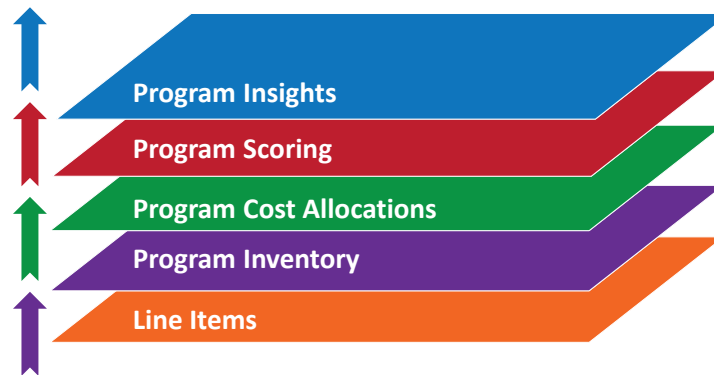 Program Insights
Program Scoring
Program Cost Allocations
Program Inventory
Line Items